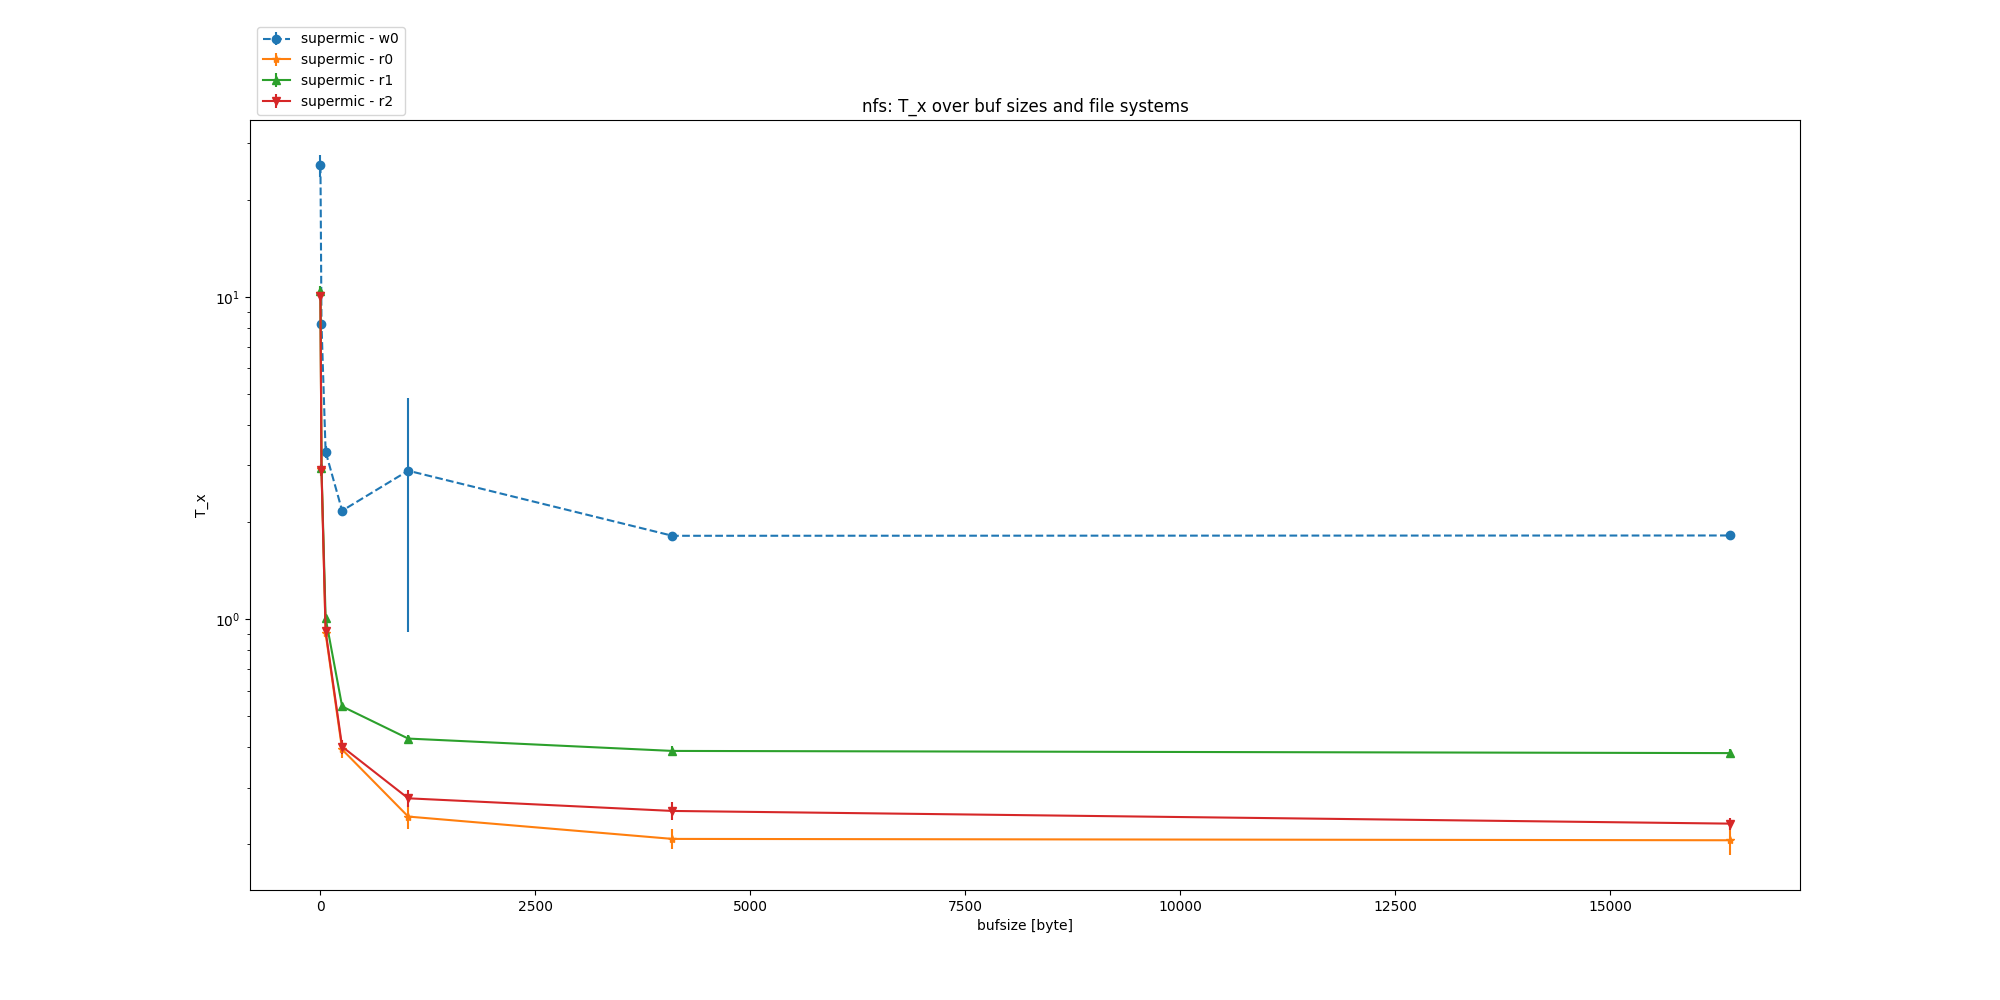 supermic - w0
supermic - r0
supermic - r1
supermic - r2
nfs: T_x over buf sizes and file systems
T_x
10¹
10⁰
0 2500 5000 7500 10000 12500 15000
bufsize [byte]